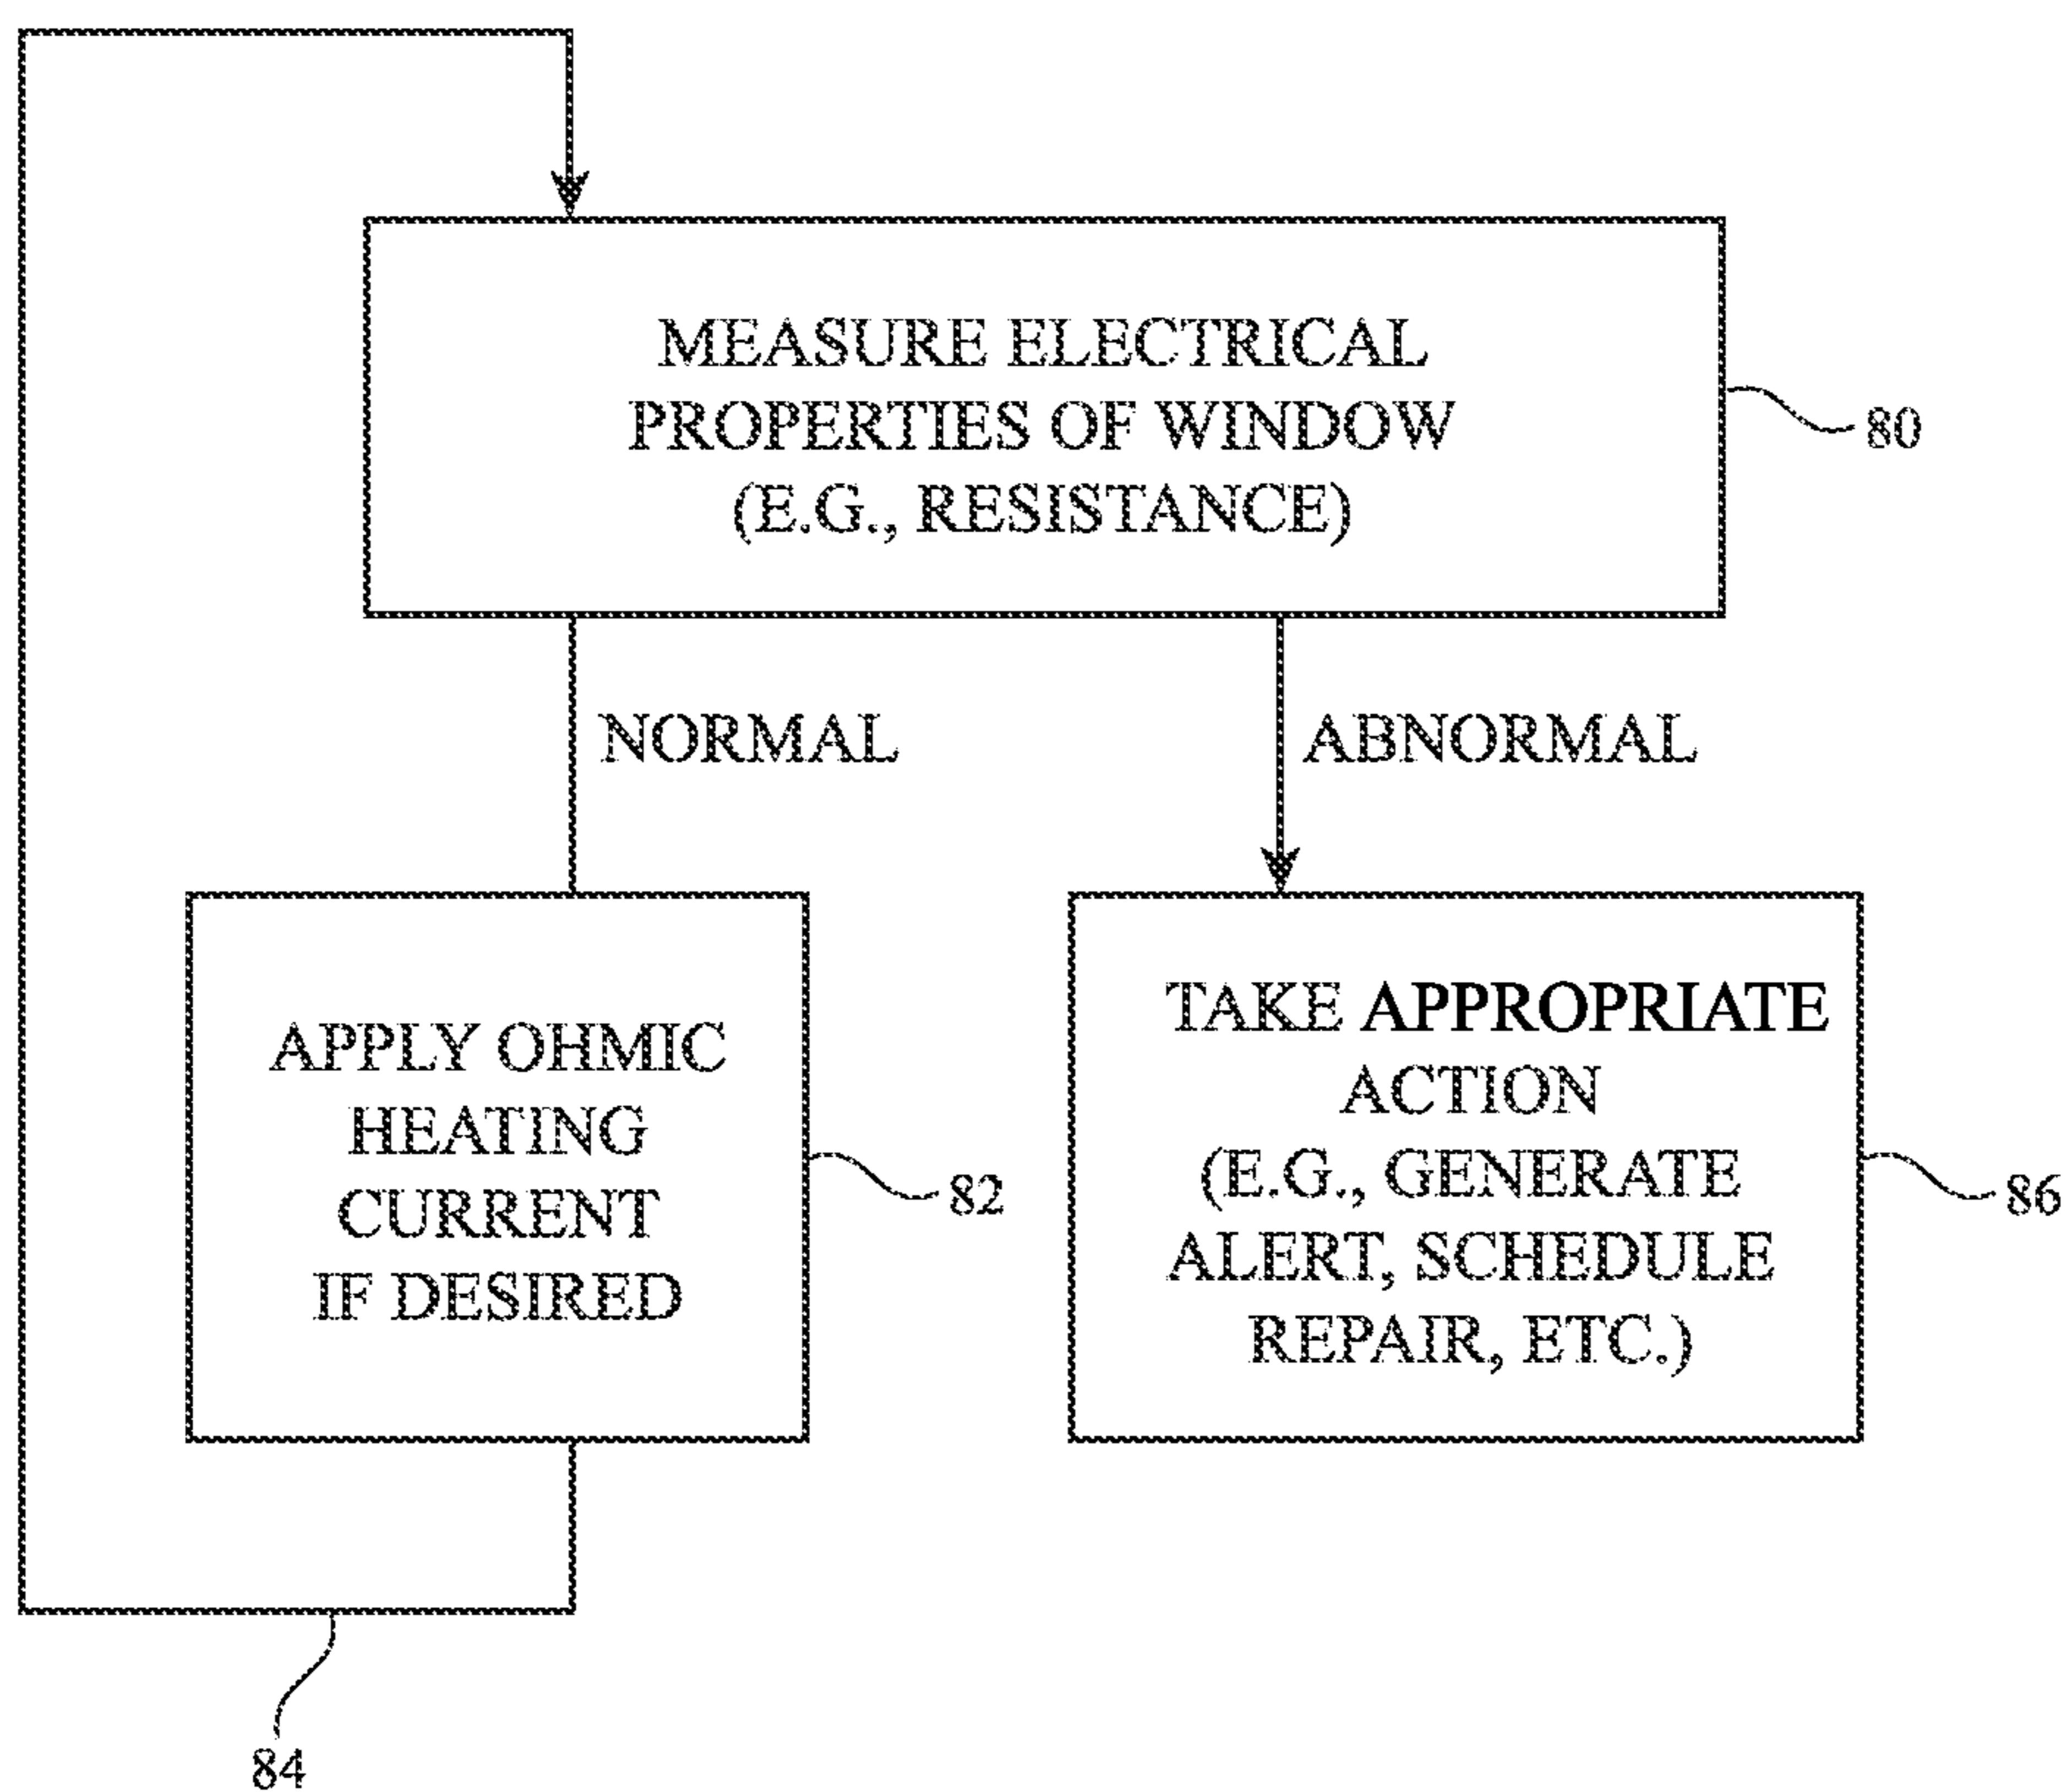 MEASURE ELECTRICAL
PROPERTIES OF WINDOW
(E.G., RESISTANCE)
80
NORMAL
ABNORMAL
APPLY OHMIC
HEATING
CURRENT
IF DESIRED
82
TAKE APPROPRIATE
ACTION
(E.G., GENERATE
ALERT, SCHEDULE
REPAIR, ETC.)
86
84